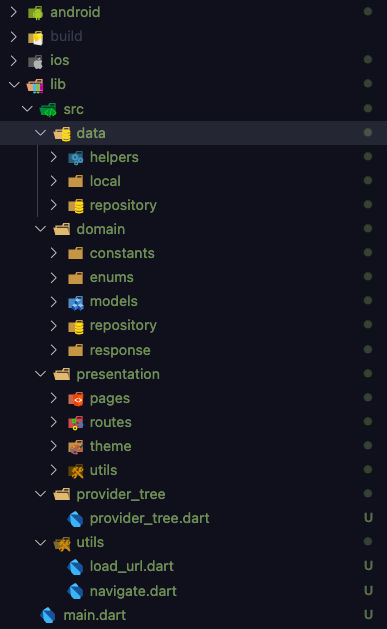 android
build
ios
lib
src
data
helpers
local
repository
domain
constants
enums
models
repository
response
presentation
pages
routes
theme
utils
provider_tree
provider_tree.dart U
utils
load_url.dart U
navigate.dart U
main.dart U